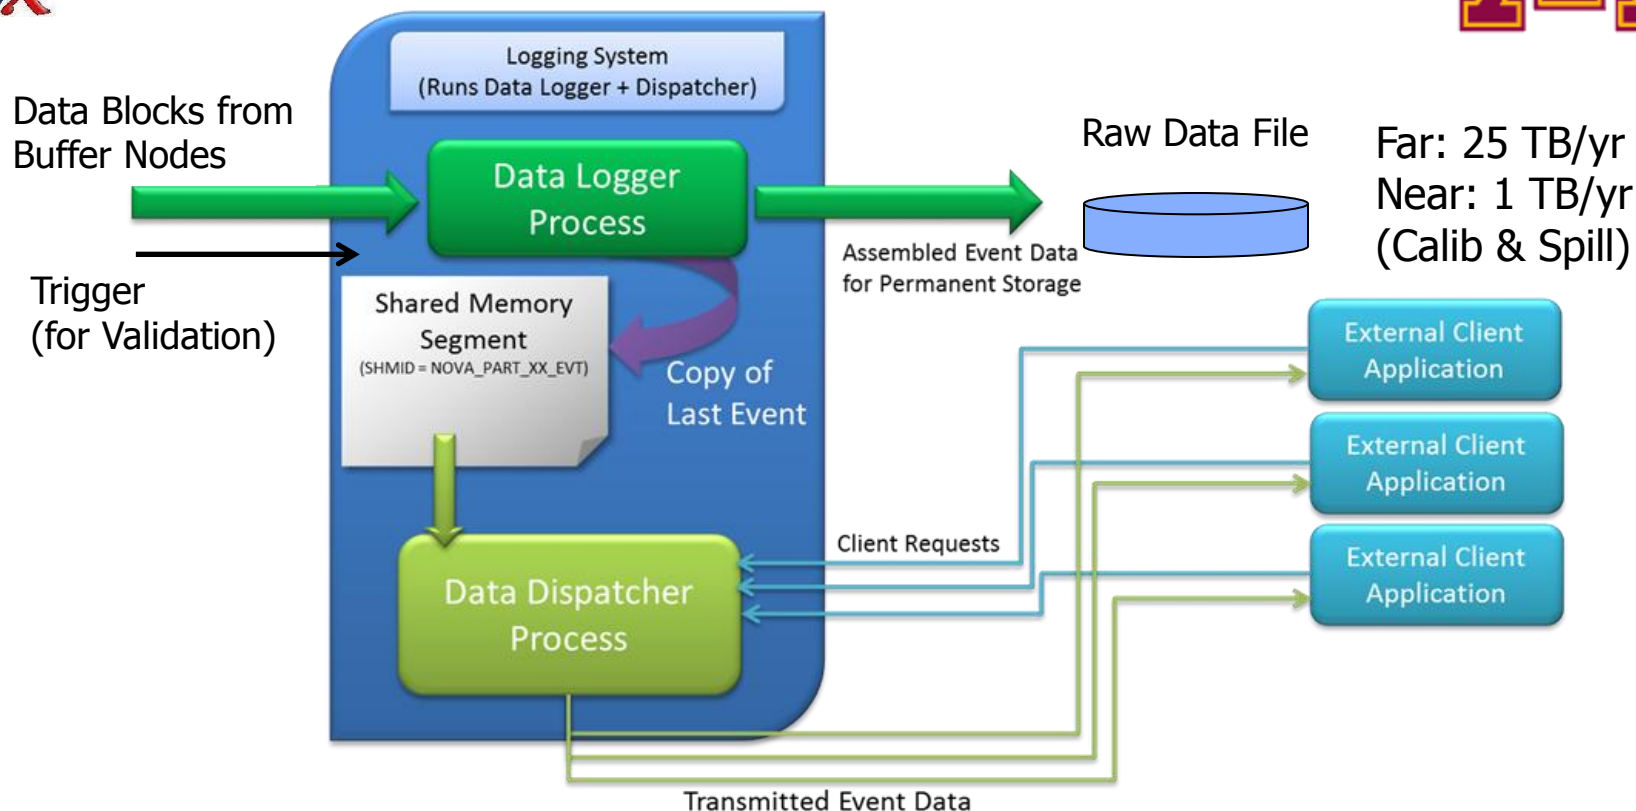 Logging System
(Runs Data Logger + Dispatcher)
Data Blocks from
Buffer Nodes
Data Logger
Process
Raw Data File
Far: 25 TB/yr
Near: 1 TB/yr
(Calib & Spill)
Assembled Event Data
for Permanent Storage
Trigger
(for Validation)
Shared Memory
Segment
(SHMID = NOVA_PART_XX_EVT)
Copy of
Last Event
External Client
Application
External Client
Application
External Client
Application
Client Requests
Data Dispatcher
Process
Transmitted Event Data